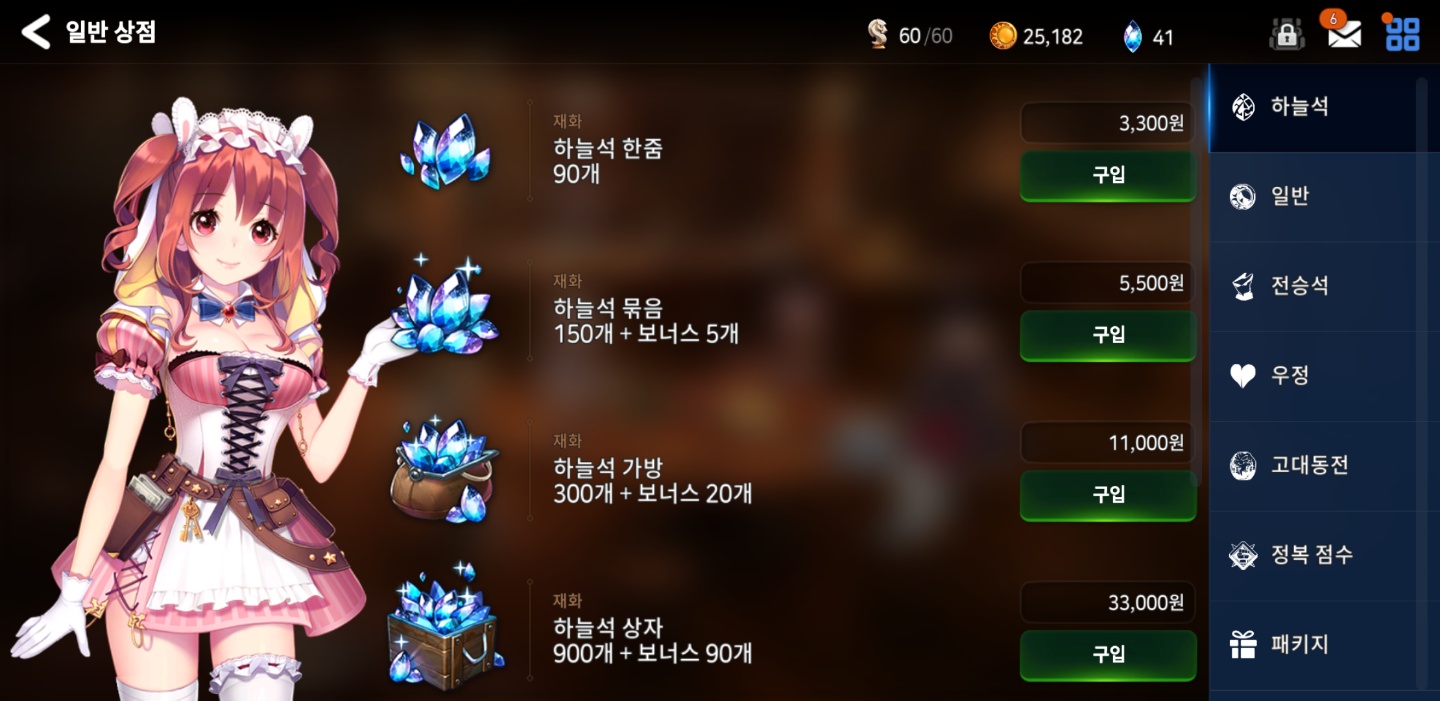 일반 상점
60/60
25,182
41
6
재화
하늘석 한줌
90개
3,300원
구입
재화
하늘석 묶음
150개 + 보너스 5개
5,500원
구입
재화
하늘석 가방
300개 + 보너스 20개
11,000원
구입
재화
하늘석 상자
900개 + 보너스 90개
33,000원
구입
하늘석
일반
전승석
우정
고대동전
정복 점수
패키지